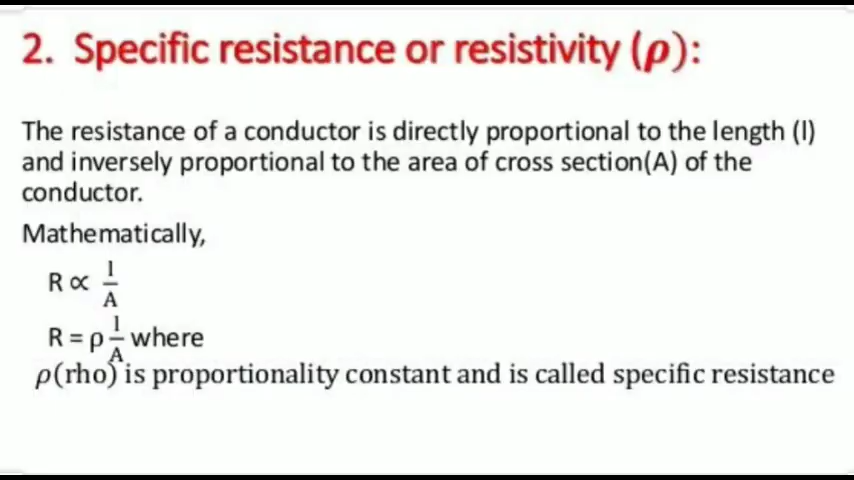 2. Specific resistance or resistivity (ρ):
The resistance of a conductor is directly proportional to the length (l)
and inversely proportional to the area of cross section(A) of the
conductor.
Mathematically,
R ∝ l/A
R = ρ l/A where
ρ(rho) is proportionality constant and is called specific resistance